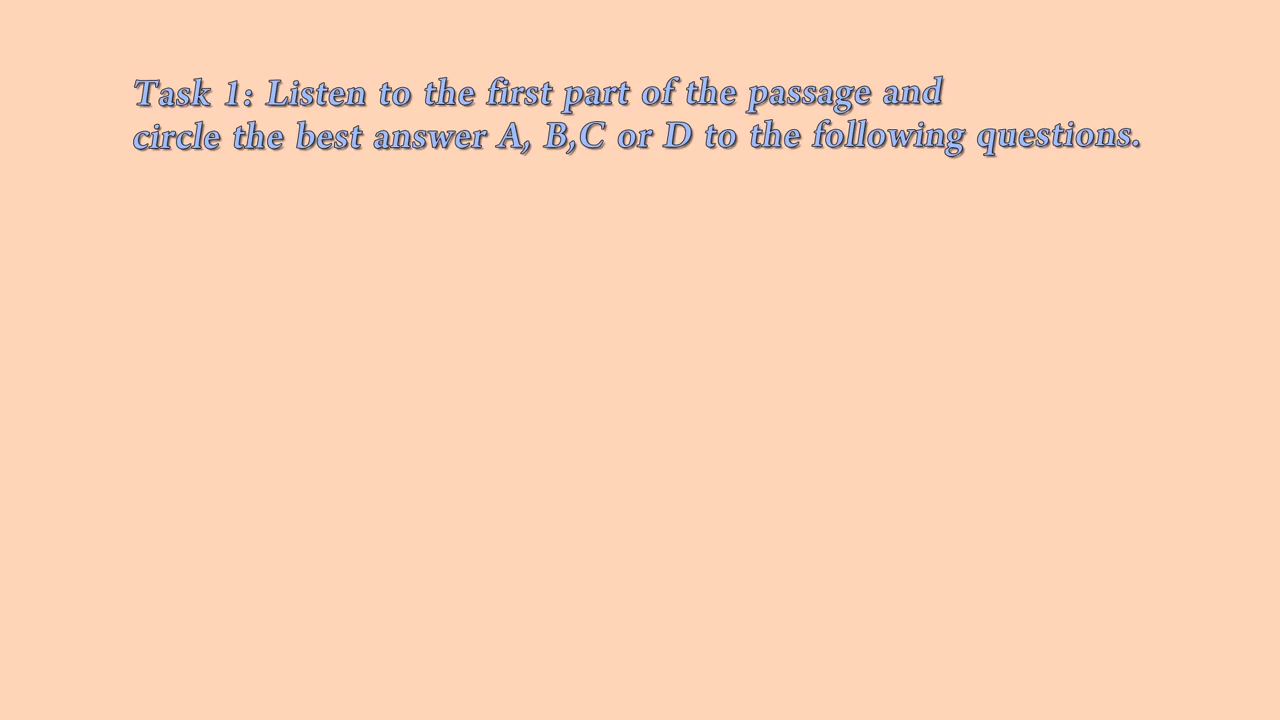 Task 1: Listen to the first part of the passage and
circle the best answer A, B,C or D to the following questions.